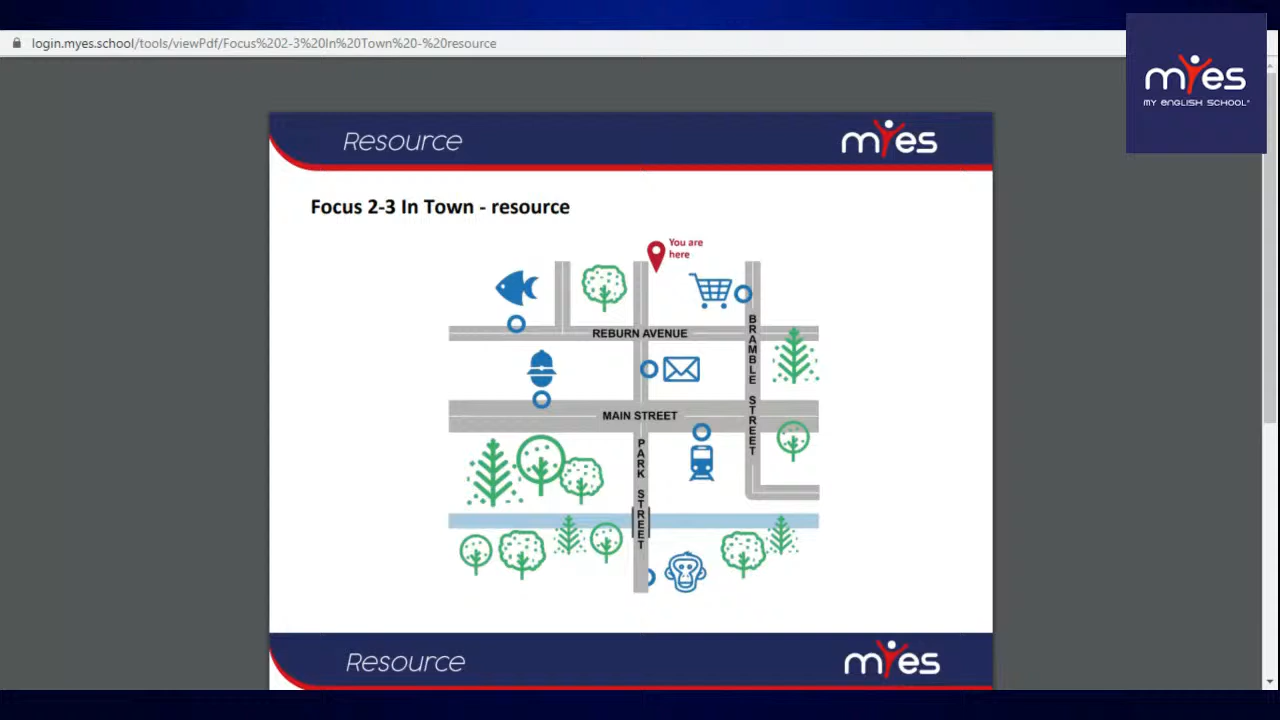 login.myes.school/tools/viewPdf/Focus%202-3%20In%20Town%20-%20resource
myes
MY ENGLISH SCHOOL
Resource
myes
Focus 2-3 In Town - resource
You are
here
REBURN AVENUE
BRAMBLE STREET
MAIN STREET
PARK STREET
Resource
myes